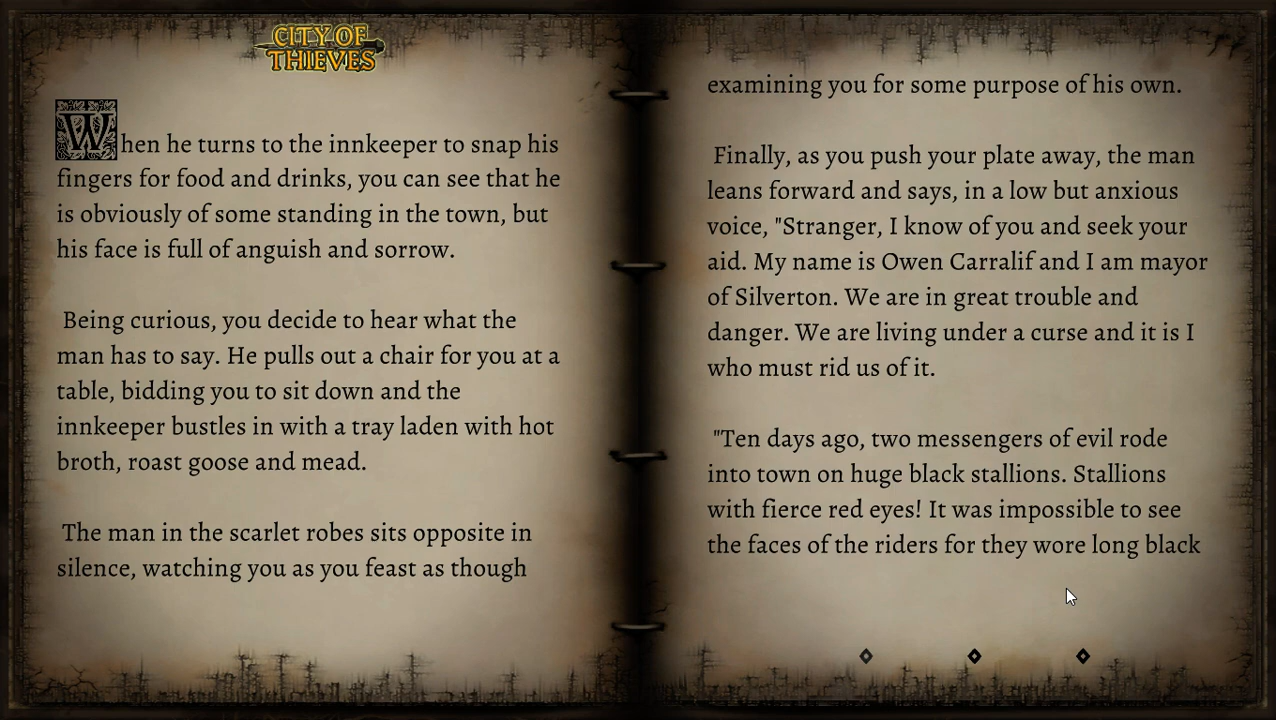 CITY OF
THIEVES
When he turns to the innkeeper to snap his
fingers for food and drinks, you can see that he
is obviously of some standing in the town, but
his face is full of anguish and sorrow.
Being curious, you decide to hear what the
man has to say. He pulls out a chair for you at a
table, bidding you to sit down and the
innkeeper bustles in with a tray laden with hot
broth, roast goose and mead.
The man in the scarlet robes sits opposite in
silence, watching you as you feast as though
examining you for some purpose of his own.
Finally, as you push your plate away, the man
leans forward and says, in a low but anxious
voice, "Stranger, I know of you and seek your
aid. My name is Owen Carralif and I am mayor
of Silverton. We are in great trouble and
danger. We are living under a curse and it is I
who must rid us of it.
"Ten days ago, two messengers of evil rode
into town on huge black stallions. Stallions
with fierce red eyes! It was impossible to see
the faces of the riders for they wore long black